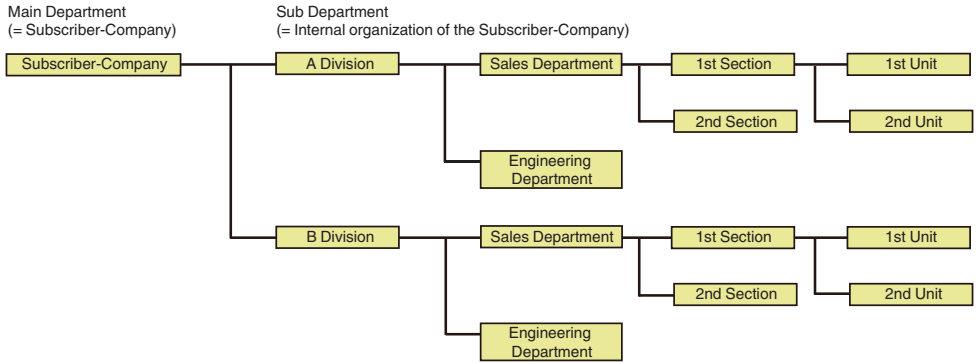 Main Department
(= Subscriber-Company)
Sub Department
(= Internal organization of the Subscriber-Company)
Subscriber-Company
A Division
Sales Department
1st Section
1st Unit
2nd Section
2nd Unit
Engineering
Department
B Division
Sales Department
1st Section
1st Unit
2nd Section
2nd Unit
Engineering
Department